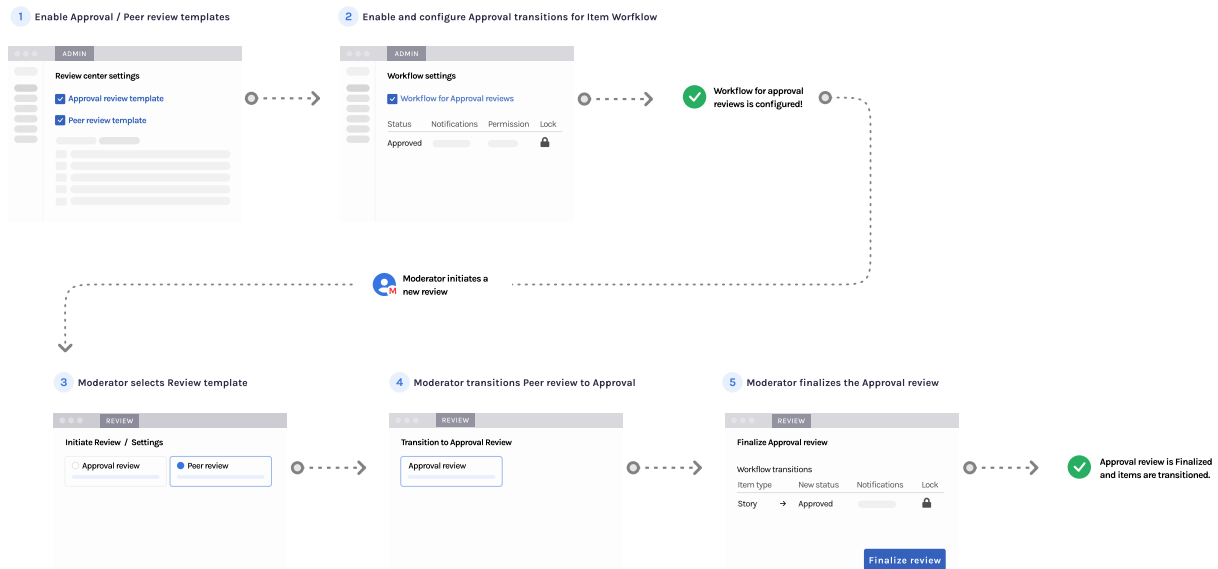 1 Enable Approval / Peer review templates
2 Enable and configure Approval transitions for Item Worfklow
ADMIN
Review center settings
Approval review template
Peer review template
ADMIN
Workflow settings
Workflow for Approval reviews
Status Notifications Permission Lock
Approved
Workflow for approval
reviews is configured!
Moderator initiates a
new review
M
3 Moderator selects Review template
4 Moderator transitions Peer review to Approval
5 Moderator finalizes the Approval review
REVIEW
Initiate Review / Settings
Approval review Peer review
REVIEW
Transition to Approval Review
Approval review
REVIEW
Finalize Approval review
Workflow transitions
Item type New status Notifications Lock
Story → Approved
Finalize review
Approval review is Finalized
and items are transitioned.